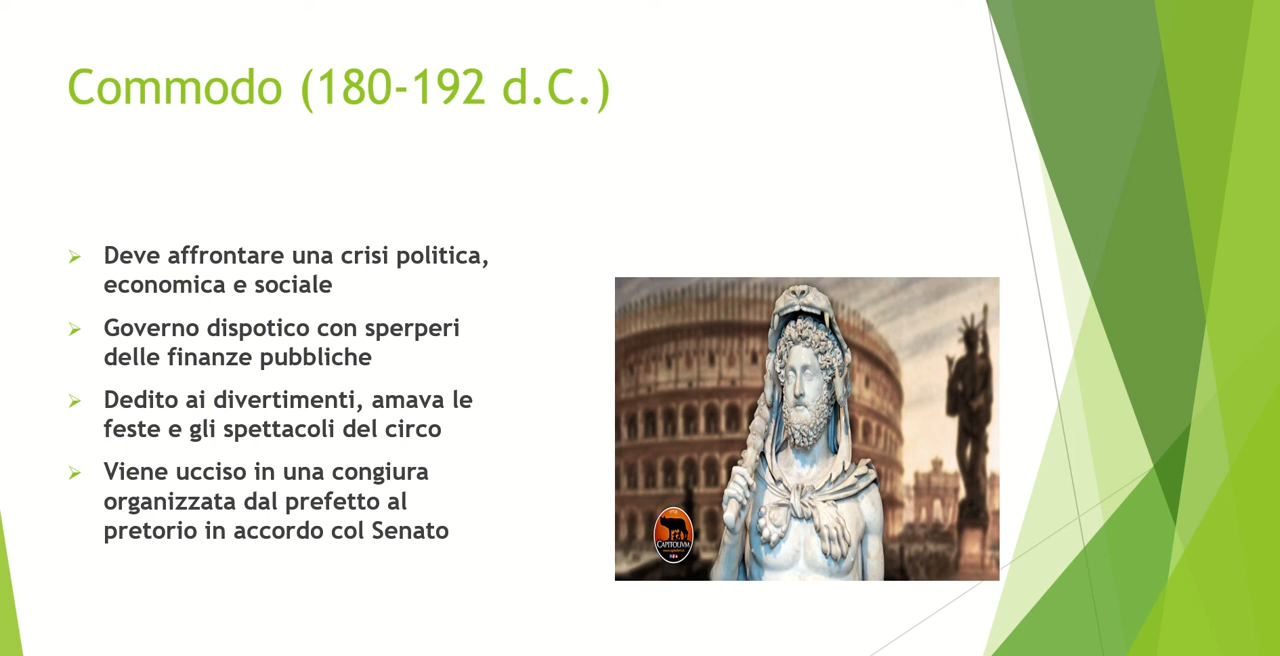 Commodo (180-192 d.C.)
Deve affrontare una crisi politica,
economica e sociale
Governo dispotico con sperperi
delle finanze pubbliche
Dedito ai divertimenti, amava le
feste e gli spettacoli del circo
Viene ucciso in una congiura
organizzata dal prefetto al
pretorio in accordo col Senato
CAPITOLIVM